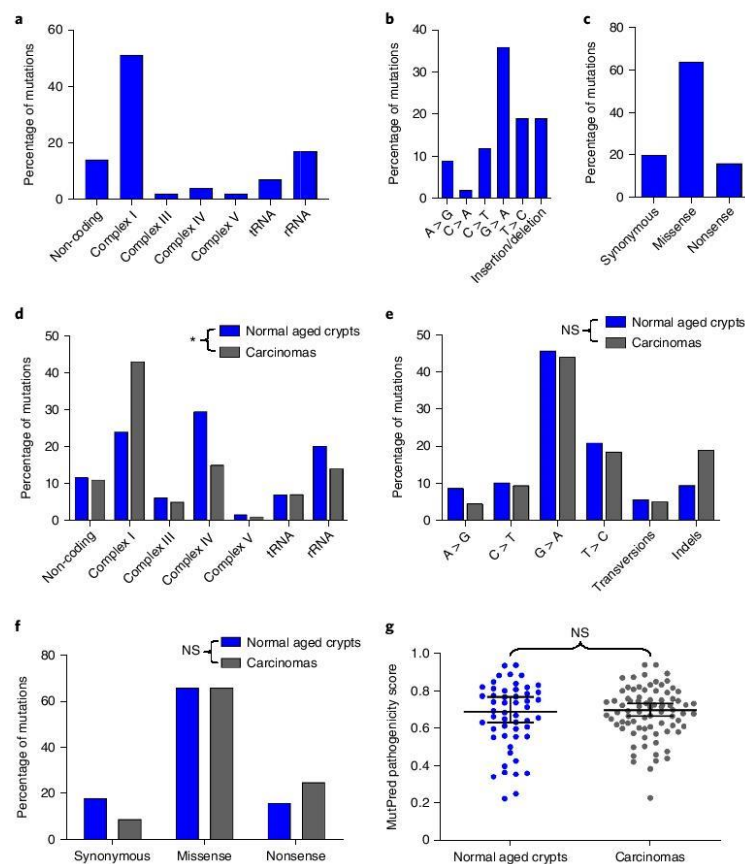 a
Percentage of mutations
60
40
20
0
Non-coding
Complex I
Complex III
Complex IV
Complex V
tRNA
rRNA
b
Percentage of mutations
40
30
20
10
0
A > G
C > A
C > T
G > A
T > C
Insertion/deletion
c
Percentage of mutations
80
60
40
20
0
Synonymous
Missense
Nonsense
d
Normal aged crypts
*
Carcinomas
Percentage of mutations
50
40
30
20
10
0
Non-coding
Complex I
Complex III
Complex IV
Complex V
tRNA
rRNA
e
Normal aged crypts
NS
Carcinomas
Percentage of mutations
50
40
30
20
10
0
A > G
C > T
G > A
T > C
Transversions
Indels
f
Normal aged crypts
NS
Carcinomas
Percentage of mutations
80
60
40
20
0
Synonymous
Missense
Nonsense
g
NS
MutPred pathogenicity score
1.0
0.8
0.6
0.4
0.2
0
Normal aged crypts
Carcinomas